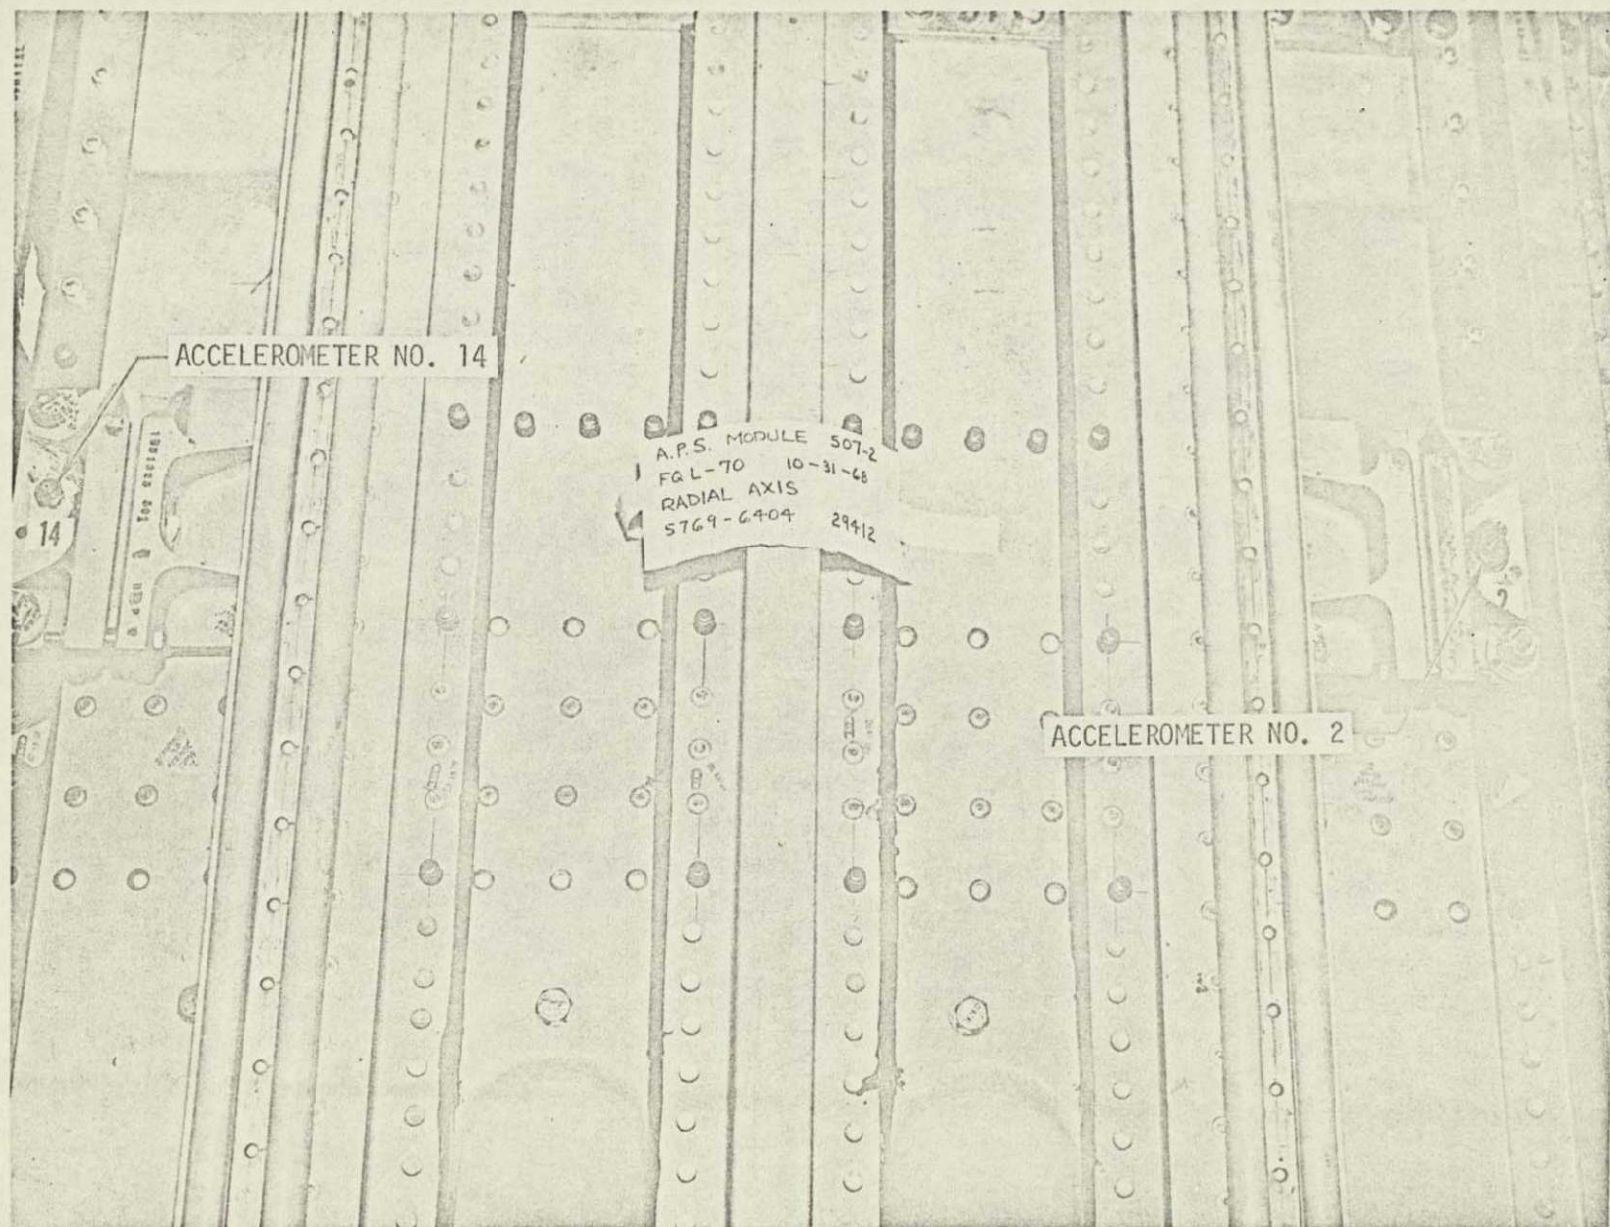 ACCELEROMETER NO. 14
A.P.S. MODULE 507-2
FQL-70 10-31-68
RADIAL AXIS
5769-6404 29412
14
2
ACCELEROMETER NO. 2